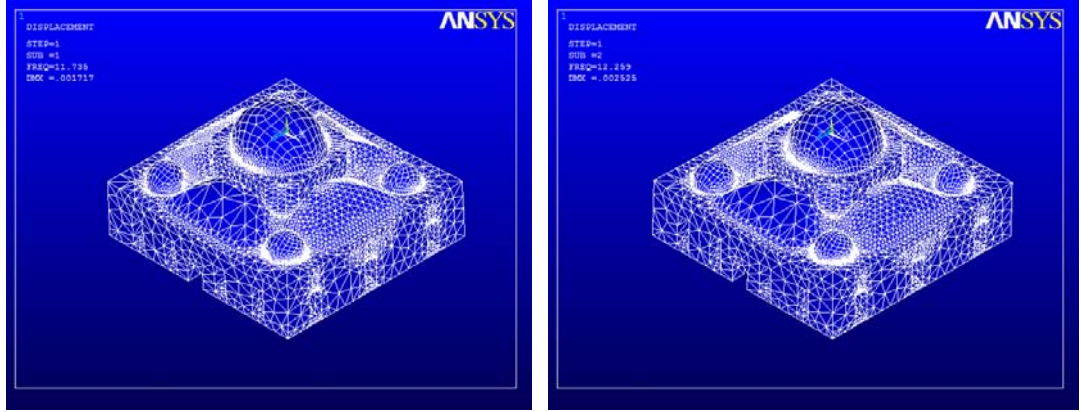 1
ANSYS
DISPLACEMENT
STEP=1
SUB =1
FREQ=11.735
DMX =.001717
1
ANSYS
DISPLACEMENT
STEP=1
SUB =2
FREQ=12.259
DMX =.002525